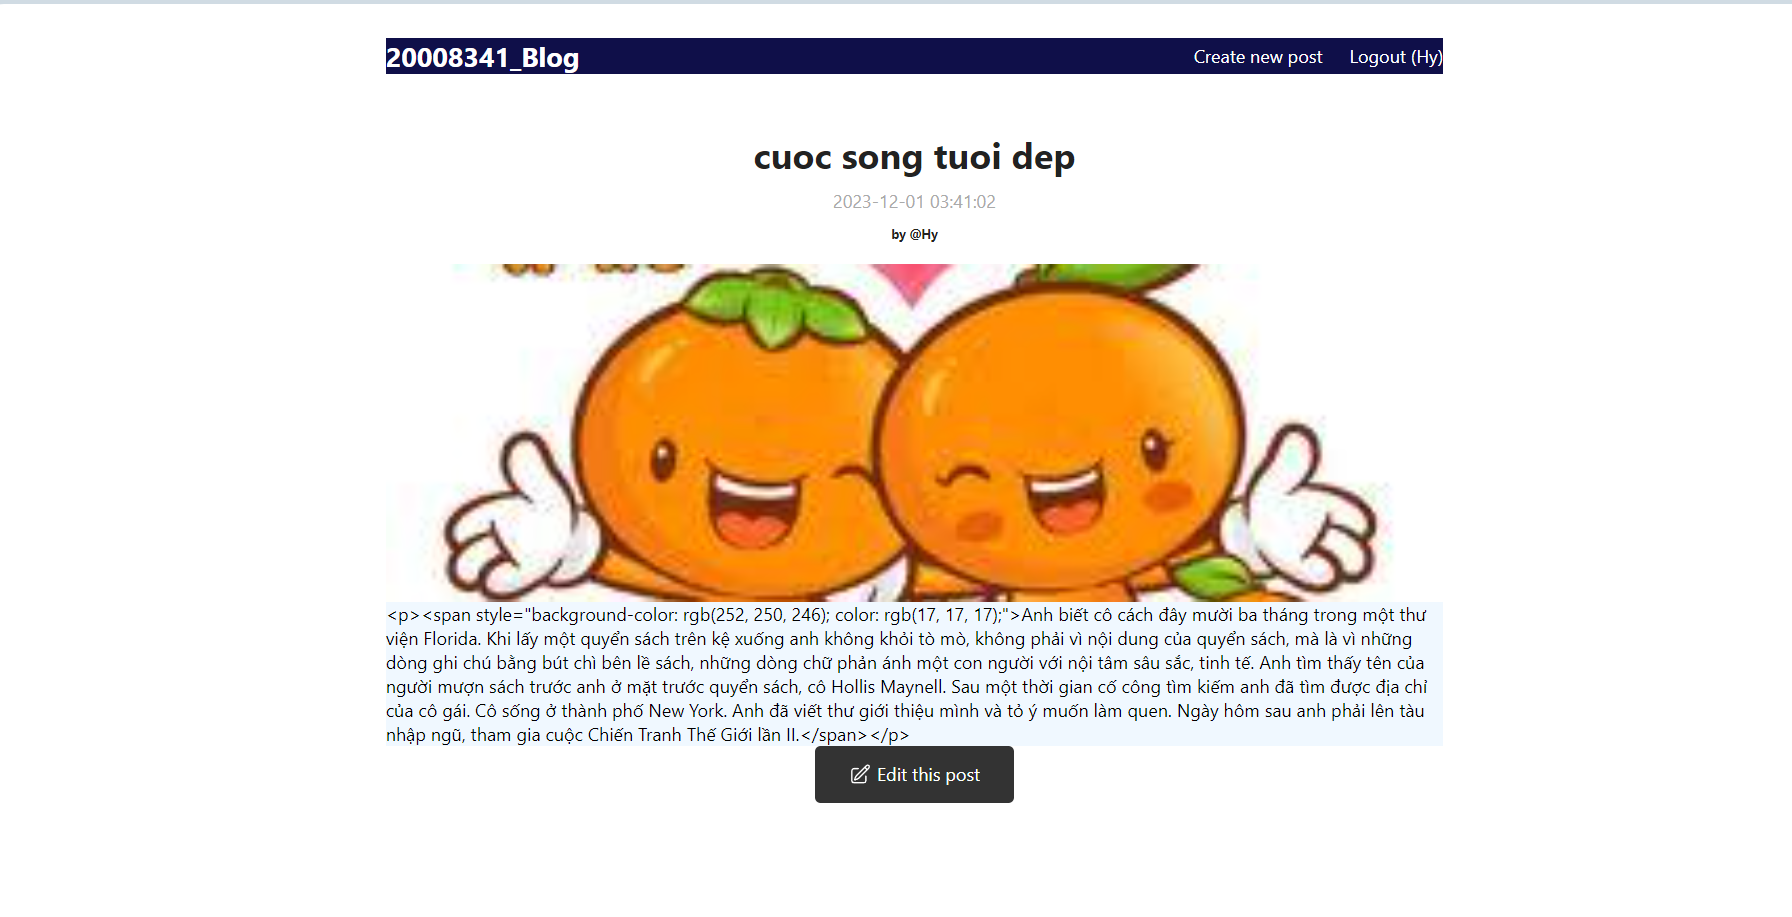 20008341_Blog
Create new post
Logout (Hy)
cuoc song tuoi dep
2023-12-01 03:41:02
by @Hy
<p><span style="background-color: rgb(252, 250, 246); color: rgb(17, 17, 17);">Anh biết cô cách đây mười ba tháng trong một thư
viện Florida. Khi lấy một quyển sách trên kệ xuống anh không khỏi tò mò, không phải vì nội dung của quyển sách, mà là vì những
dòng ghi chú bằng bút chì bên lề sách, những dòng chữ phản ánh một con người với nội tâm sâu sắc, tinh tế. Anh tìm thấy tên của
người mượn sách trước anh ở mặt trước quyển sách, cô Hollis Maynell. Sau một thời gian cố công tìm kiếm anh đã tìm được địa chỉ
của cô gái. Cô sống ở thành phố New York. Anh đã viết thư giới thiệu mình và tỏ ý muốn làm quen. Ngày hôm sau anh phải lên tàu
nhập ngũ, tham gia cuộc Chiến Tranh Thế Giới lần II.</span></p>
Edit this post